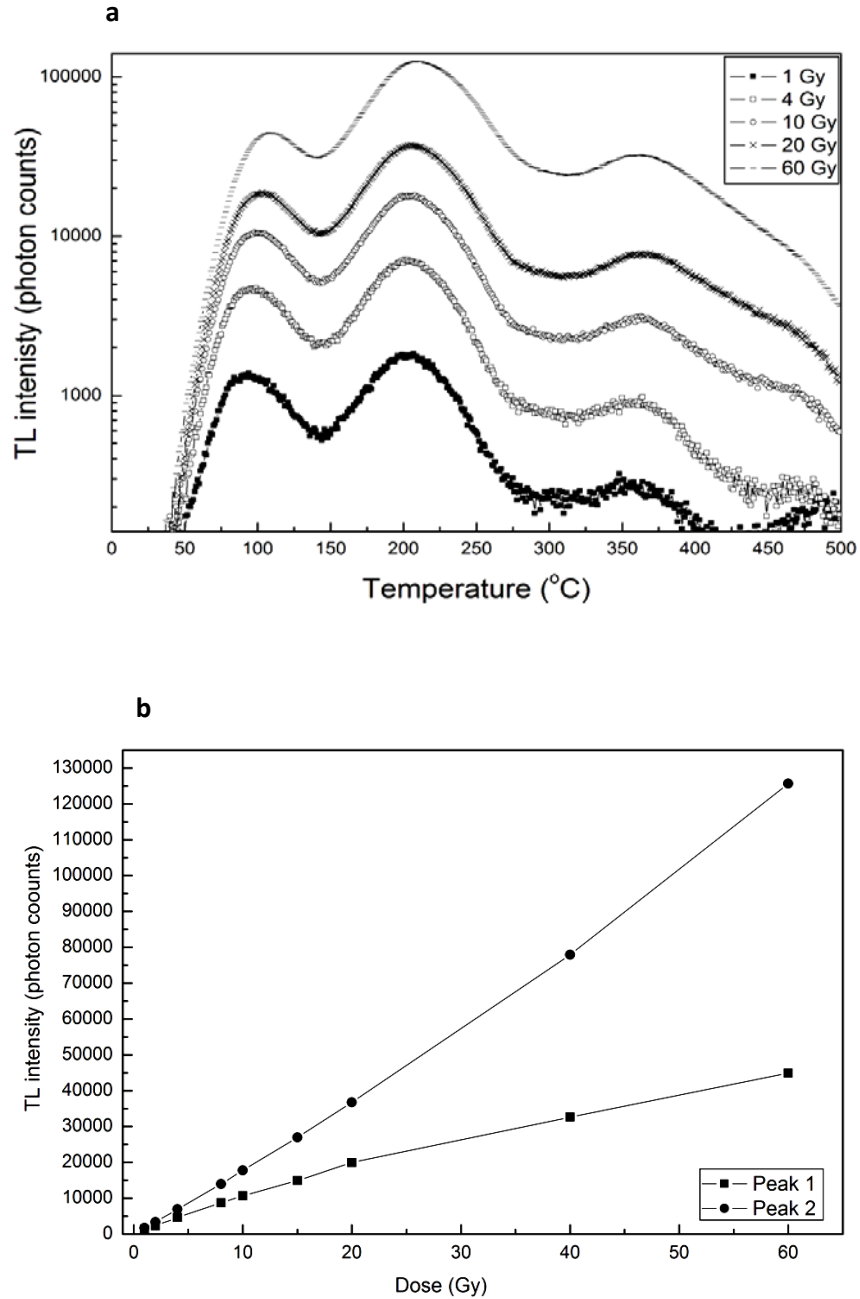 a
TL intenisty (photon counts)
100000
10000
1000
1 Gy
4 Gy
10 Gy
20 Gy
60 Gy
0 50 100 150 200 250 300 350 400 450 500
Temperature (°C)
b
TL intensity (photon coounts)
130000
120000
110000
100000
90000
80000
70000
60000
50000
40000
30000
20000
10000
0
Peak 1
Peak 2
0 10 20 30 40 50 60
Dose (Gy)